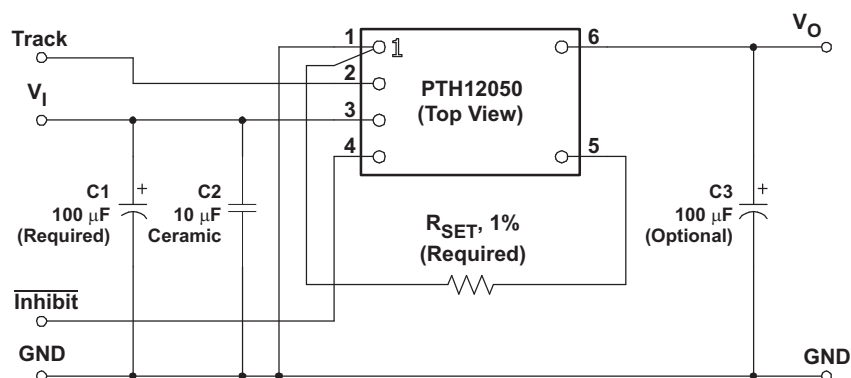 Track
V_I
1
2
3
4
1
PTH12050
(Top View)
6
5
V_O
C1
100 μF
(Required)
C2
10 μF
Ceramic
R_SET, 1%
(Required)
C3
100 μF
(Optional)
Inhibit
GND
GND
+
+